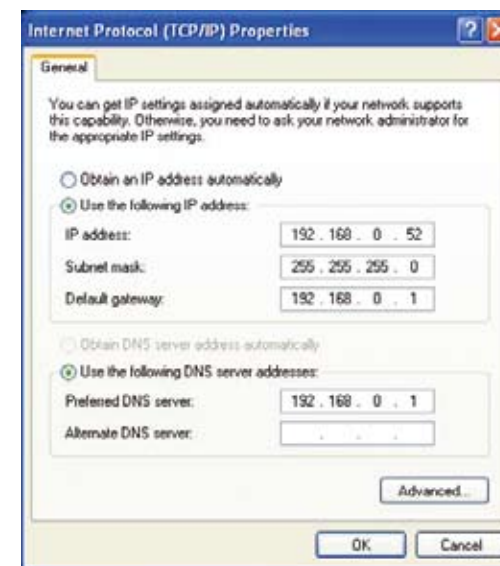 Internet Protocol (TCP/IP) Properties
General
You can get IP settings assigned automatically if your network supports
this capability. Otherwise, you need to ask your network administrator for
the appropriate IP settings.
Obtain an IP address automatically
Use the following IP address:
IP address: 192 . 168 . 0 . 52
Subnet mask: 255 . 255 . 255 . 0
Default gateway: 192 . 168 . 0 . 1
Obtain DNS server address automatically
Use the following DNS server addresses:
Preferred DNS server: 192 . 168 . 0 . 1
Alternate DNS server: . . .
Advanced...
OK Cancel